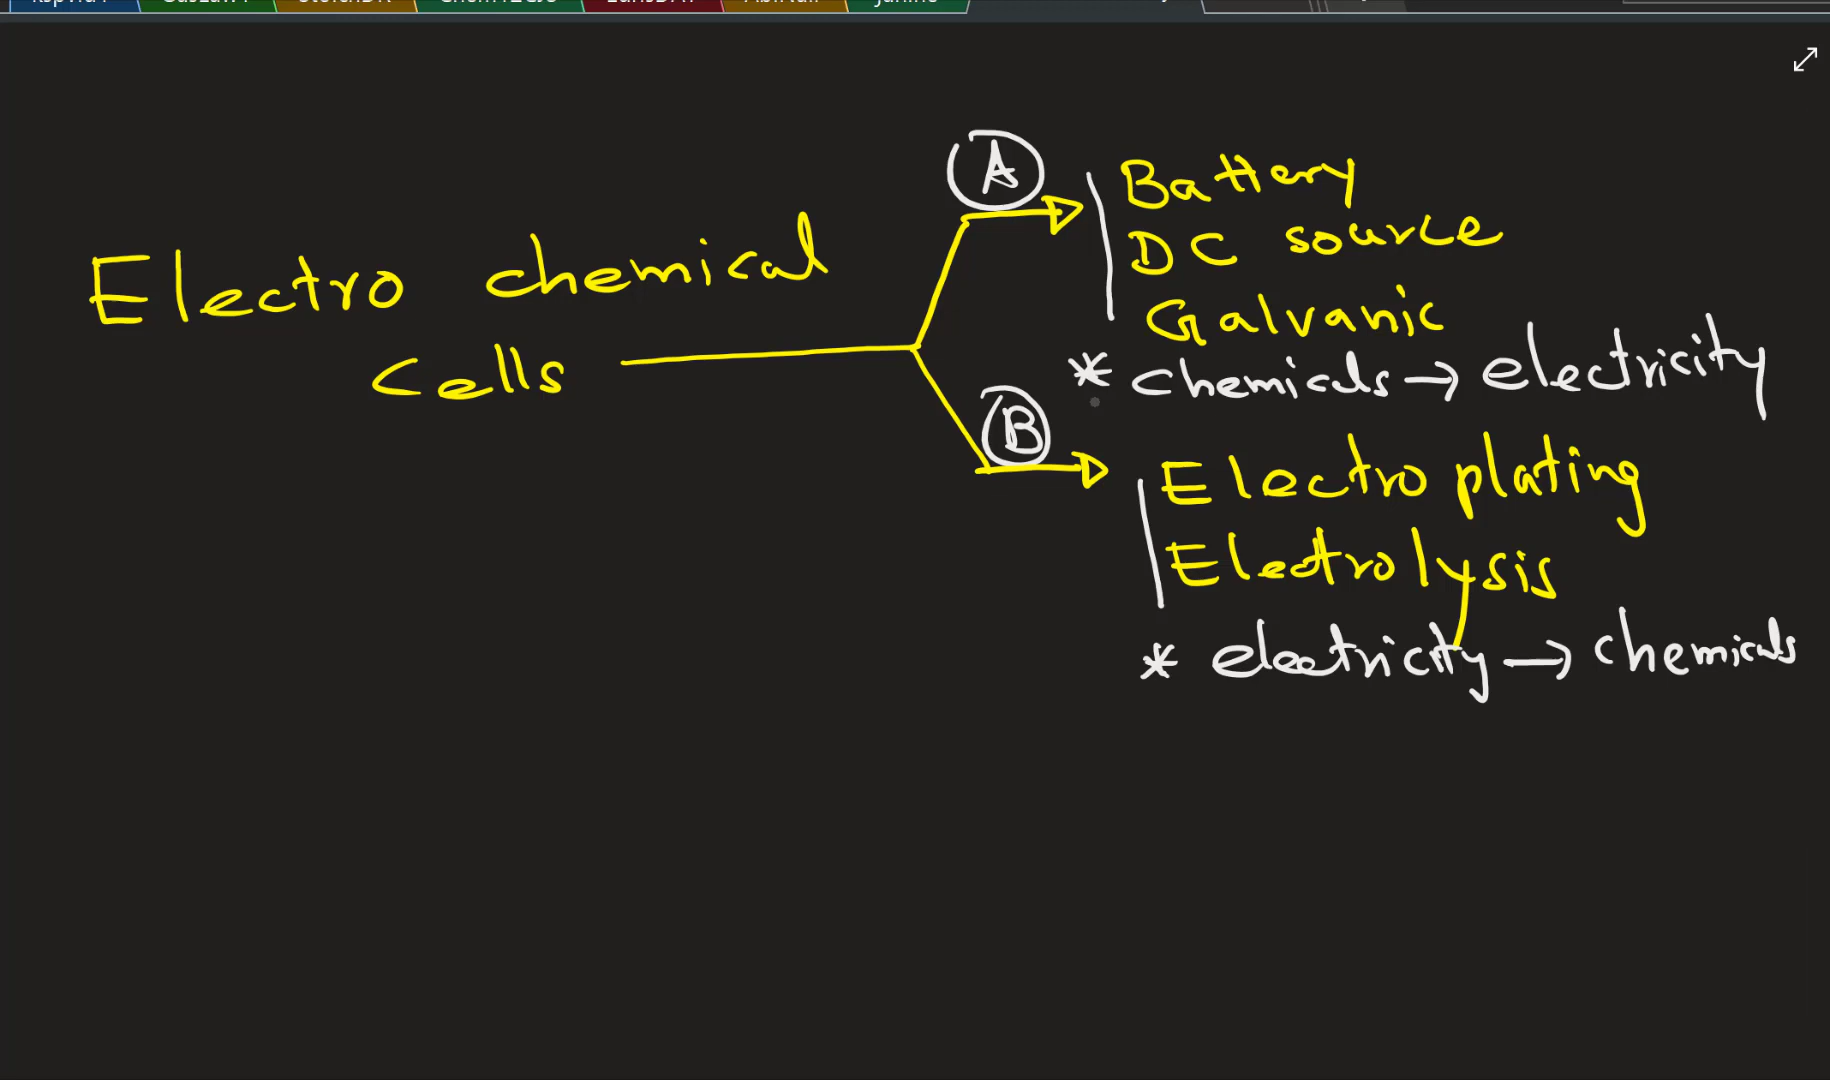 Electro chemical
cells
A
Battery
DC source
Galvanic
* chemicals → electricity
B
Electro plating
Electrolysis
* electricity → chemicals